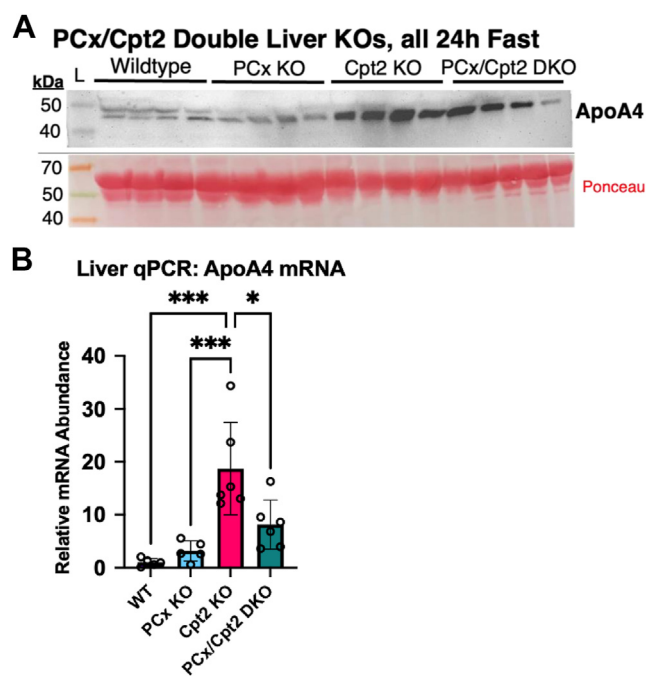 A
PCx/Cpt2 Double Liver KOs, all 24h Fast
kDa L Wildtype PCx KO Cpt2 KO PCx/Cpt2 DKO
50
40
ApoA4
70
50
40
Ponceau
B
Liver qPCR: ApoA4 mRNA
*** *
***
Relative mRNA Abundance
40
30
20
10
0
WT
PCx KO
Cpt2 KO
PCx/Cpt2 DKO